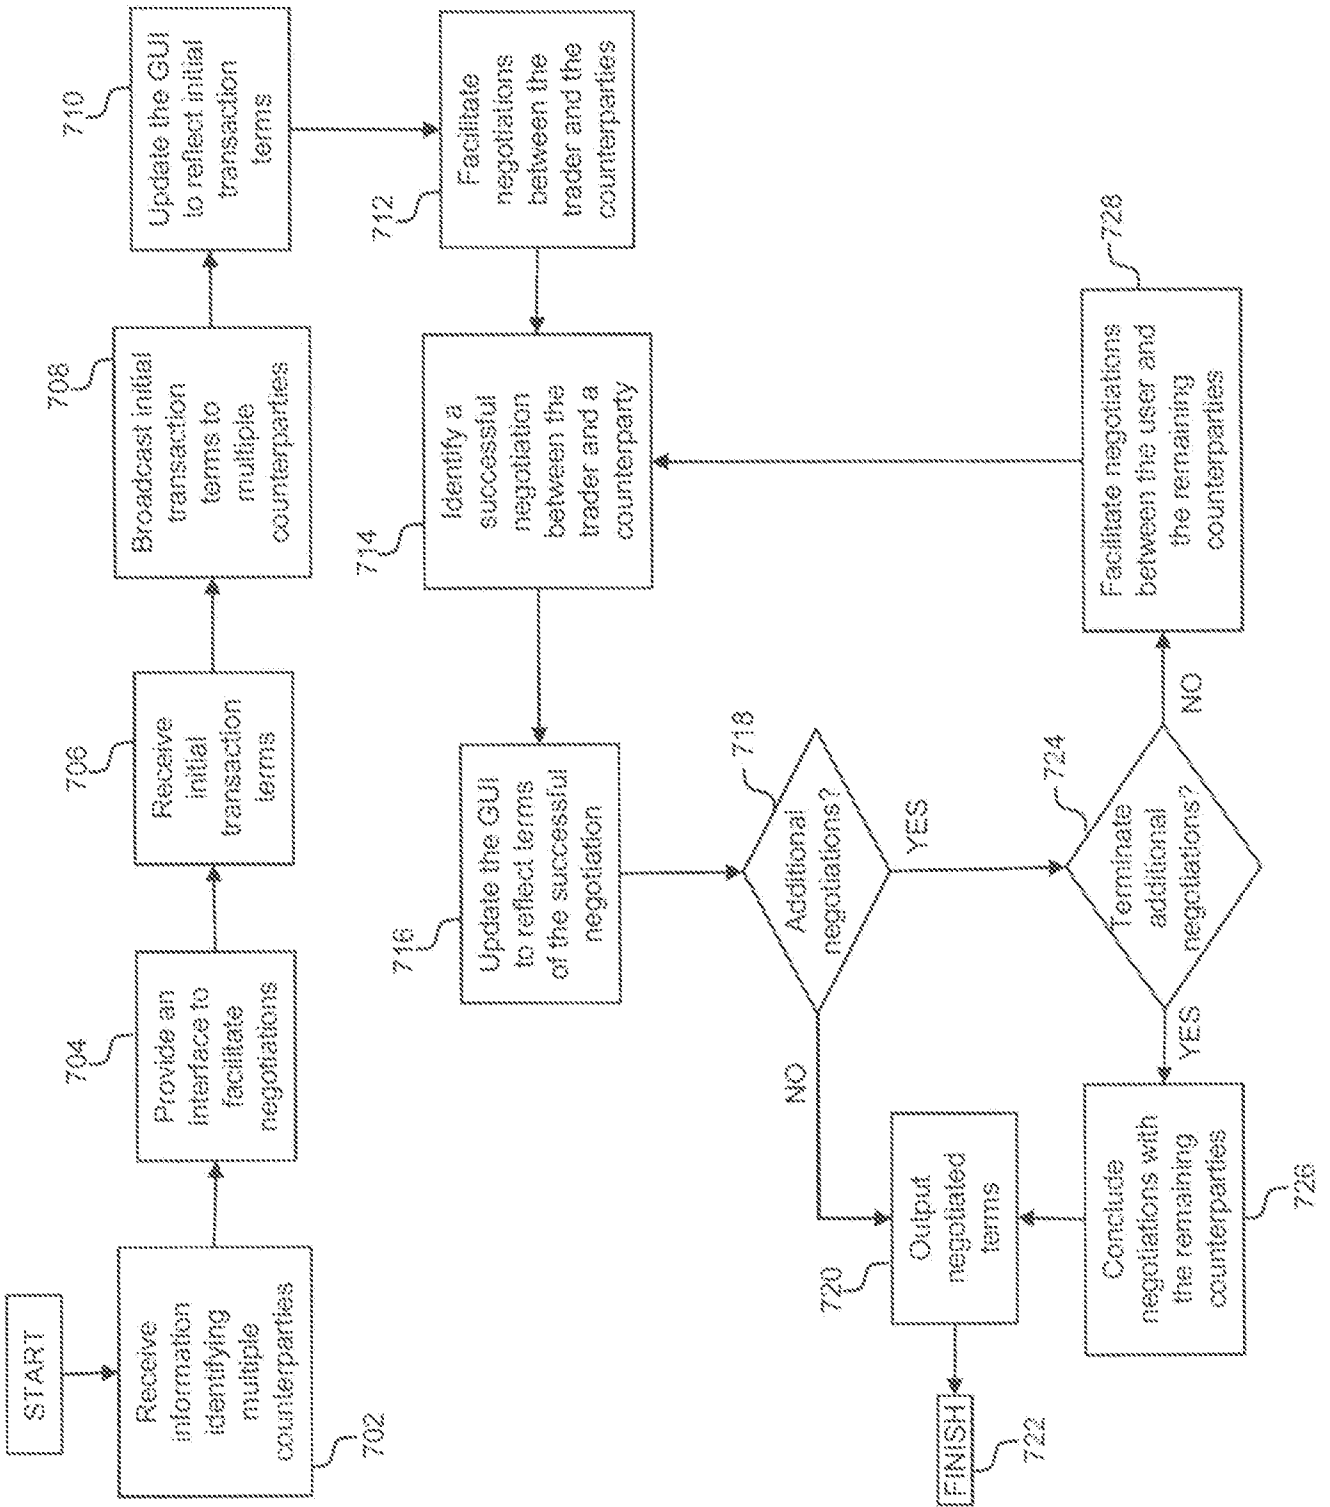 START
Receive
information
identifying
multiple
counterparties
702
Provide an
interface to
facilitate
negotiations
704
Receive
initial
transaction
terms
706
Broadcast initial
transaction
terms to
multiple
counterparties
708
Update the GUI
to reflect initial
transaction
terms
710
Facilitate
negotiations
between the
trader and the
counterparties
712
Identify a
successful
negotiation
between the
trader and a
counterparty
714
Update the GUI
to reflect terms
of the successful
negotiation
716
Additional
negotiations?
718
NO
YES
Output
negotiated
terms
720
FINISH
722
Terminate
additional
negotiations?
724
YES
NO
Conclude
negotiations with
the remaining
counterparties
726
Facilitate negotiations
between the user and
the remaining
counterparties
728